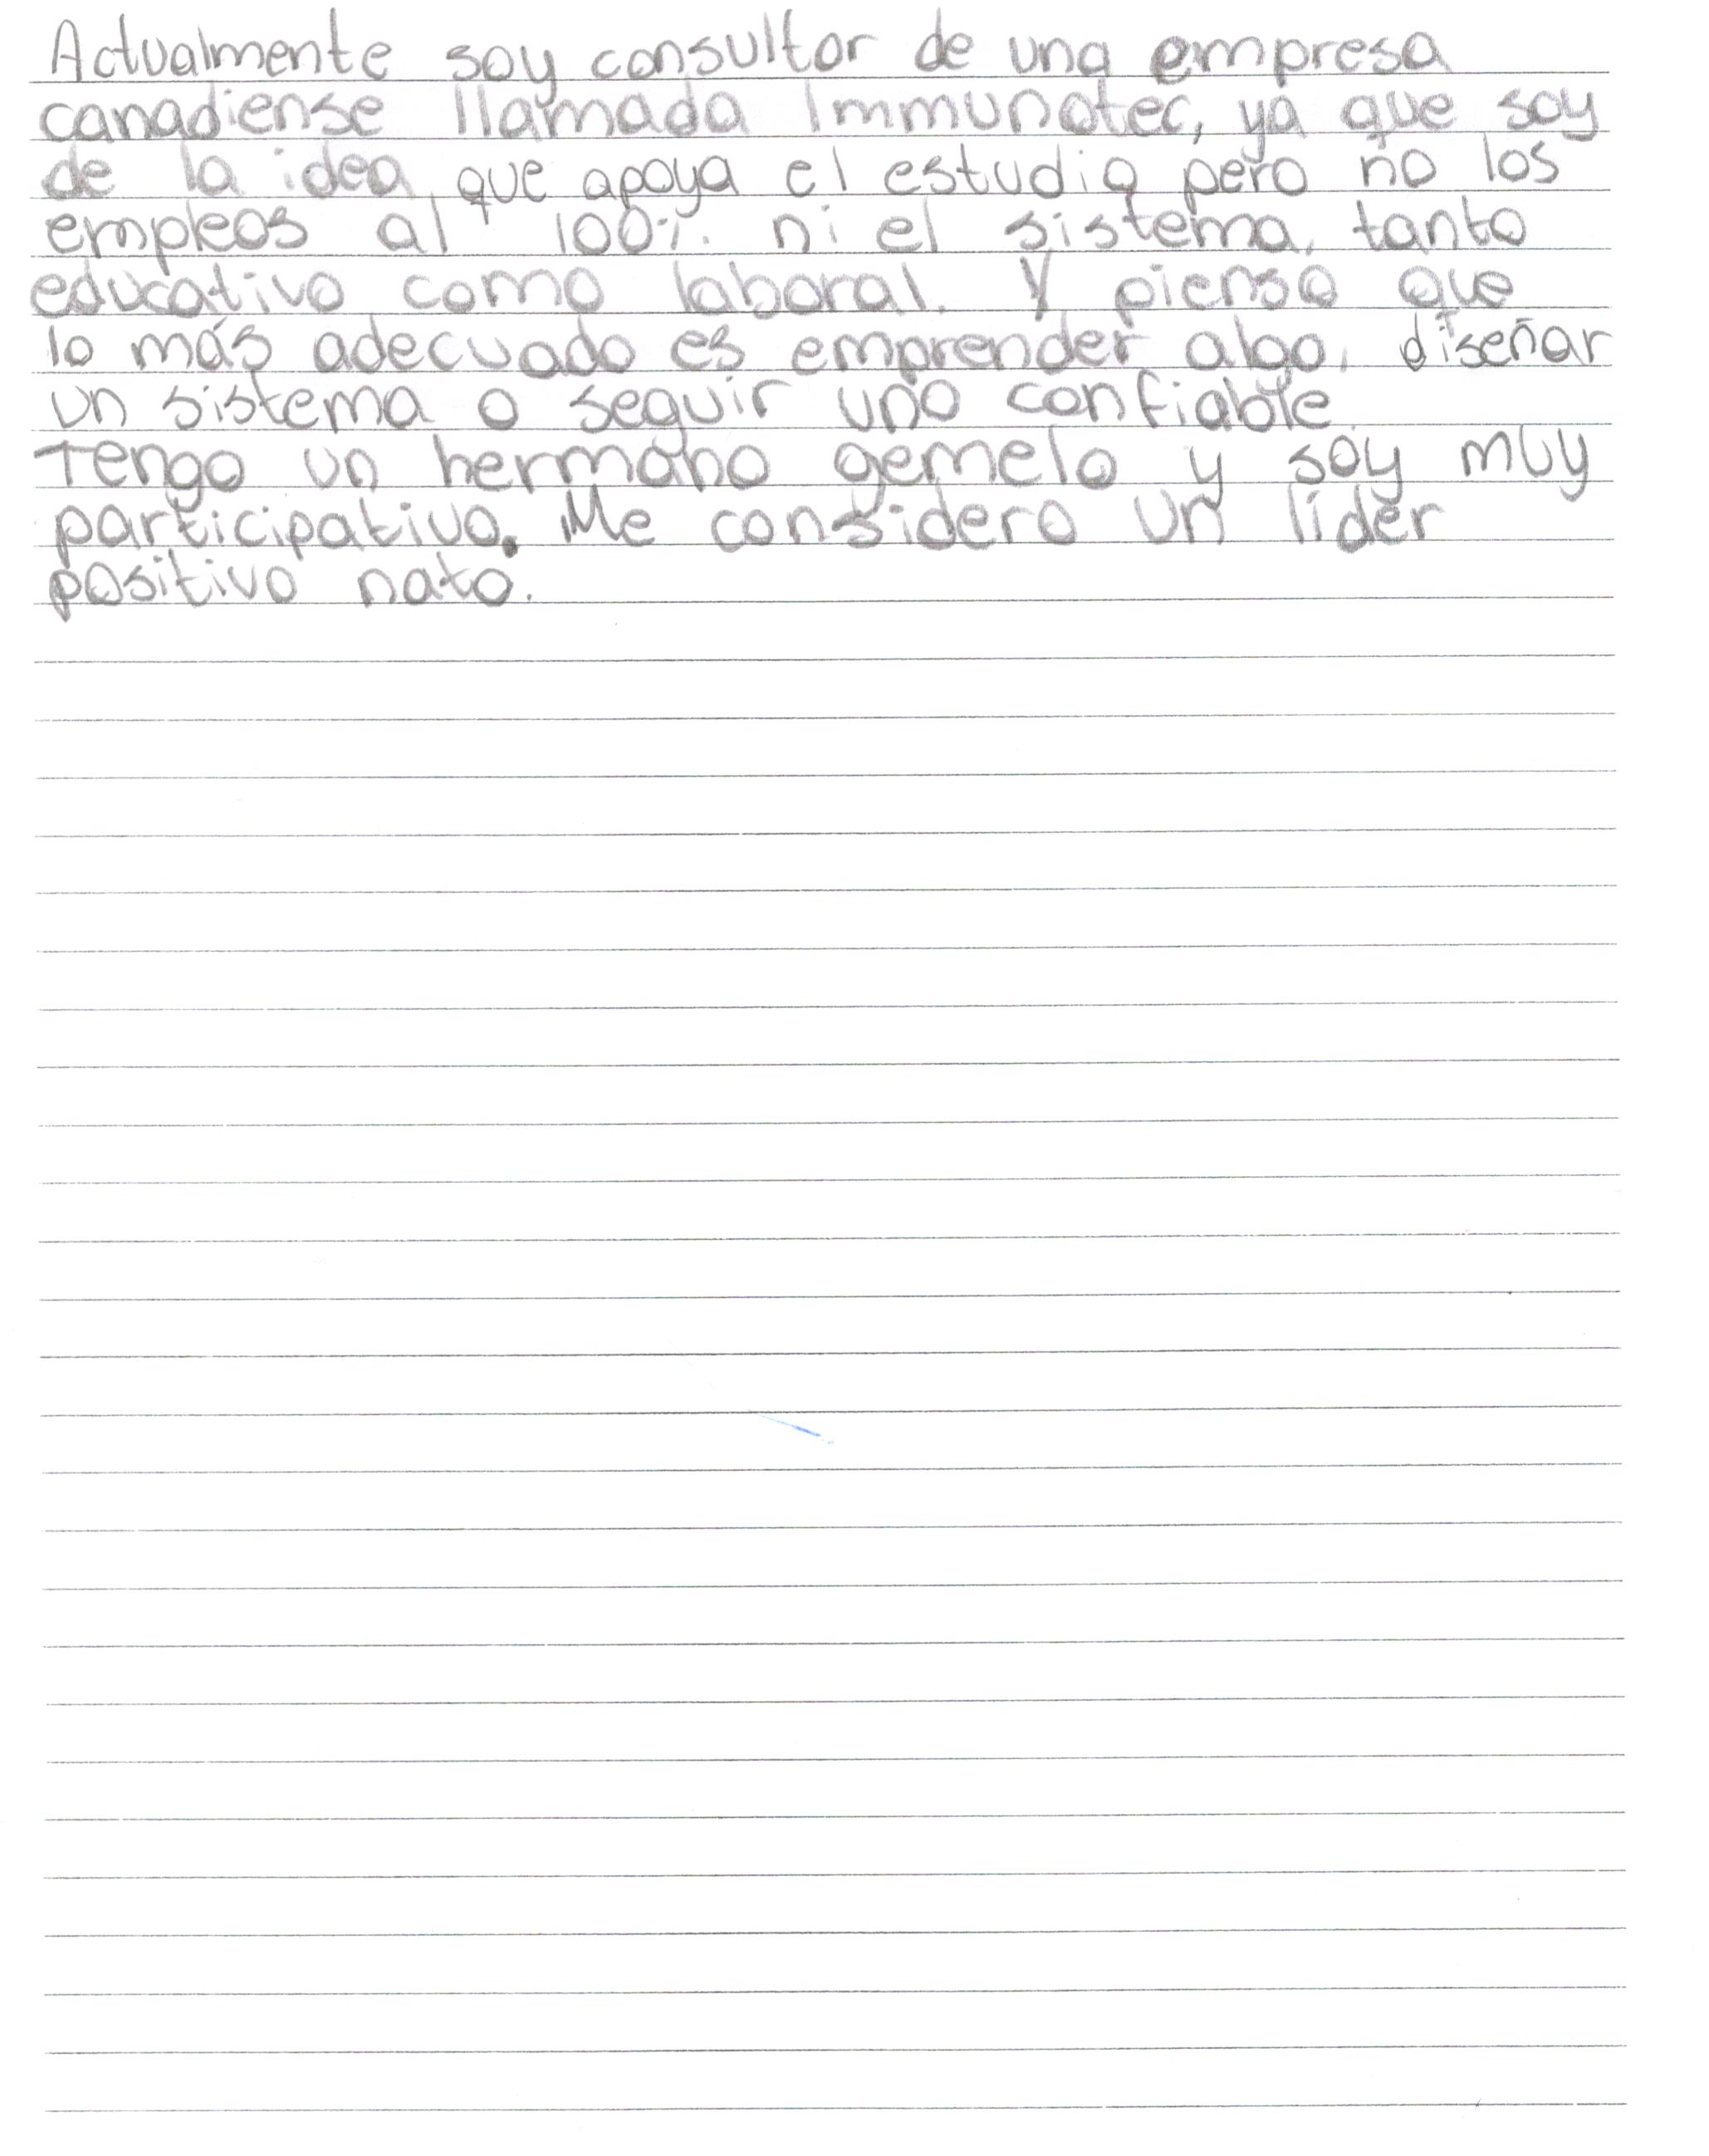 Actualmente soy consultor de una empresa
canadiense llamada Immunotec, ya que soy
de la idea que apoya el estudio pero no los
empleos al 100% ni el sistema, tanto
educativo como laboral. Y pienso que
lo más adecuado es emprender algo, diseñar
un sistema o seguir uno confiable.
Tengo un hermano gemelo y soy muy
participativo. Me considero un líder
positivo nato.